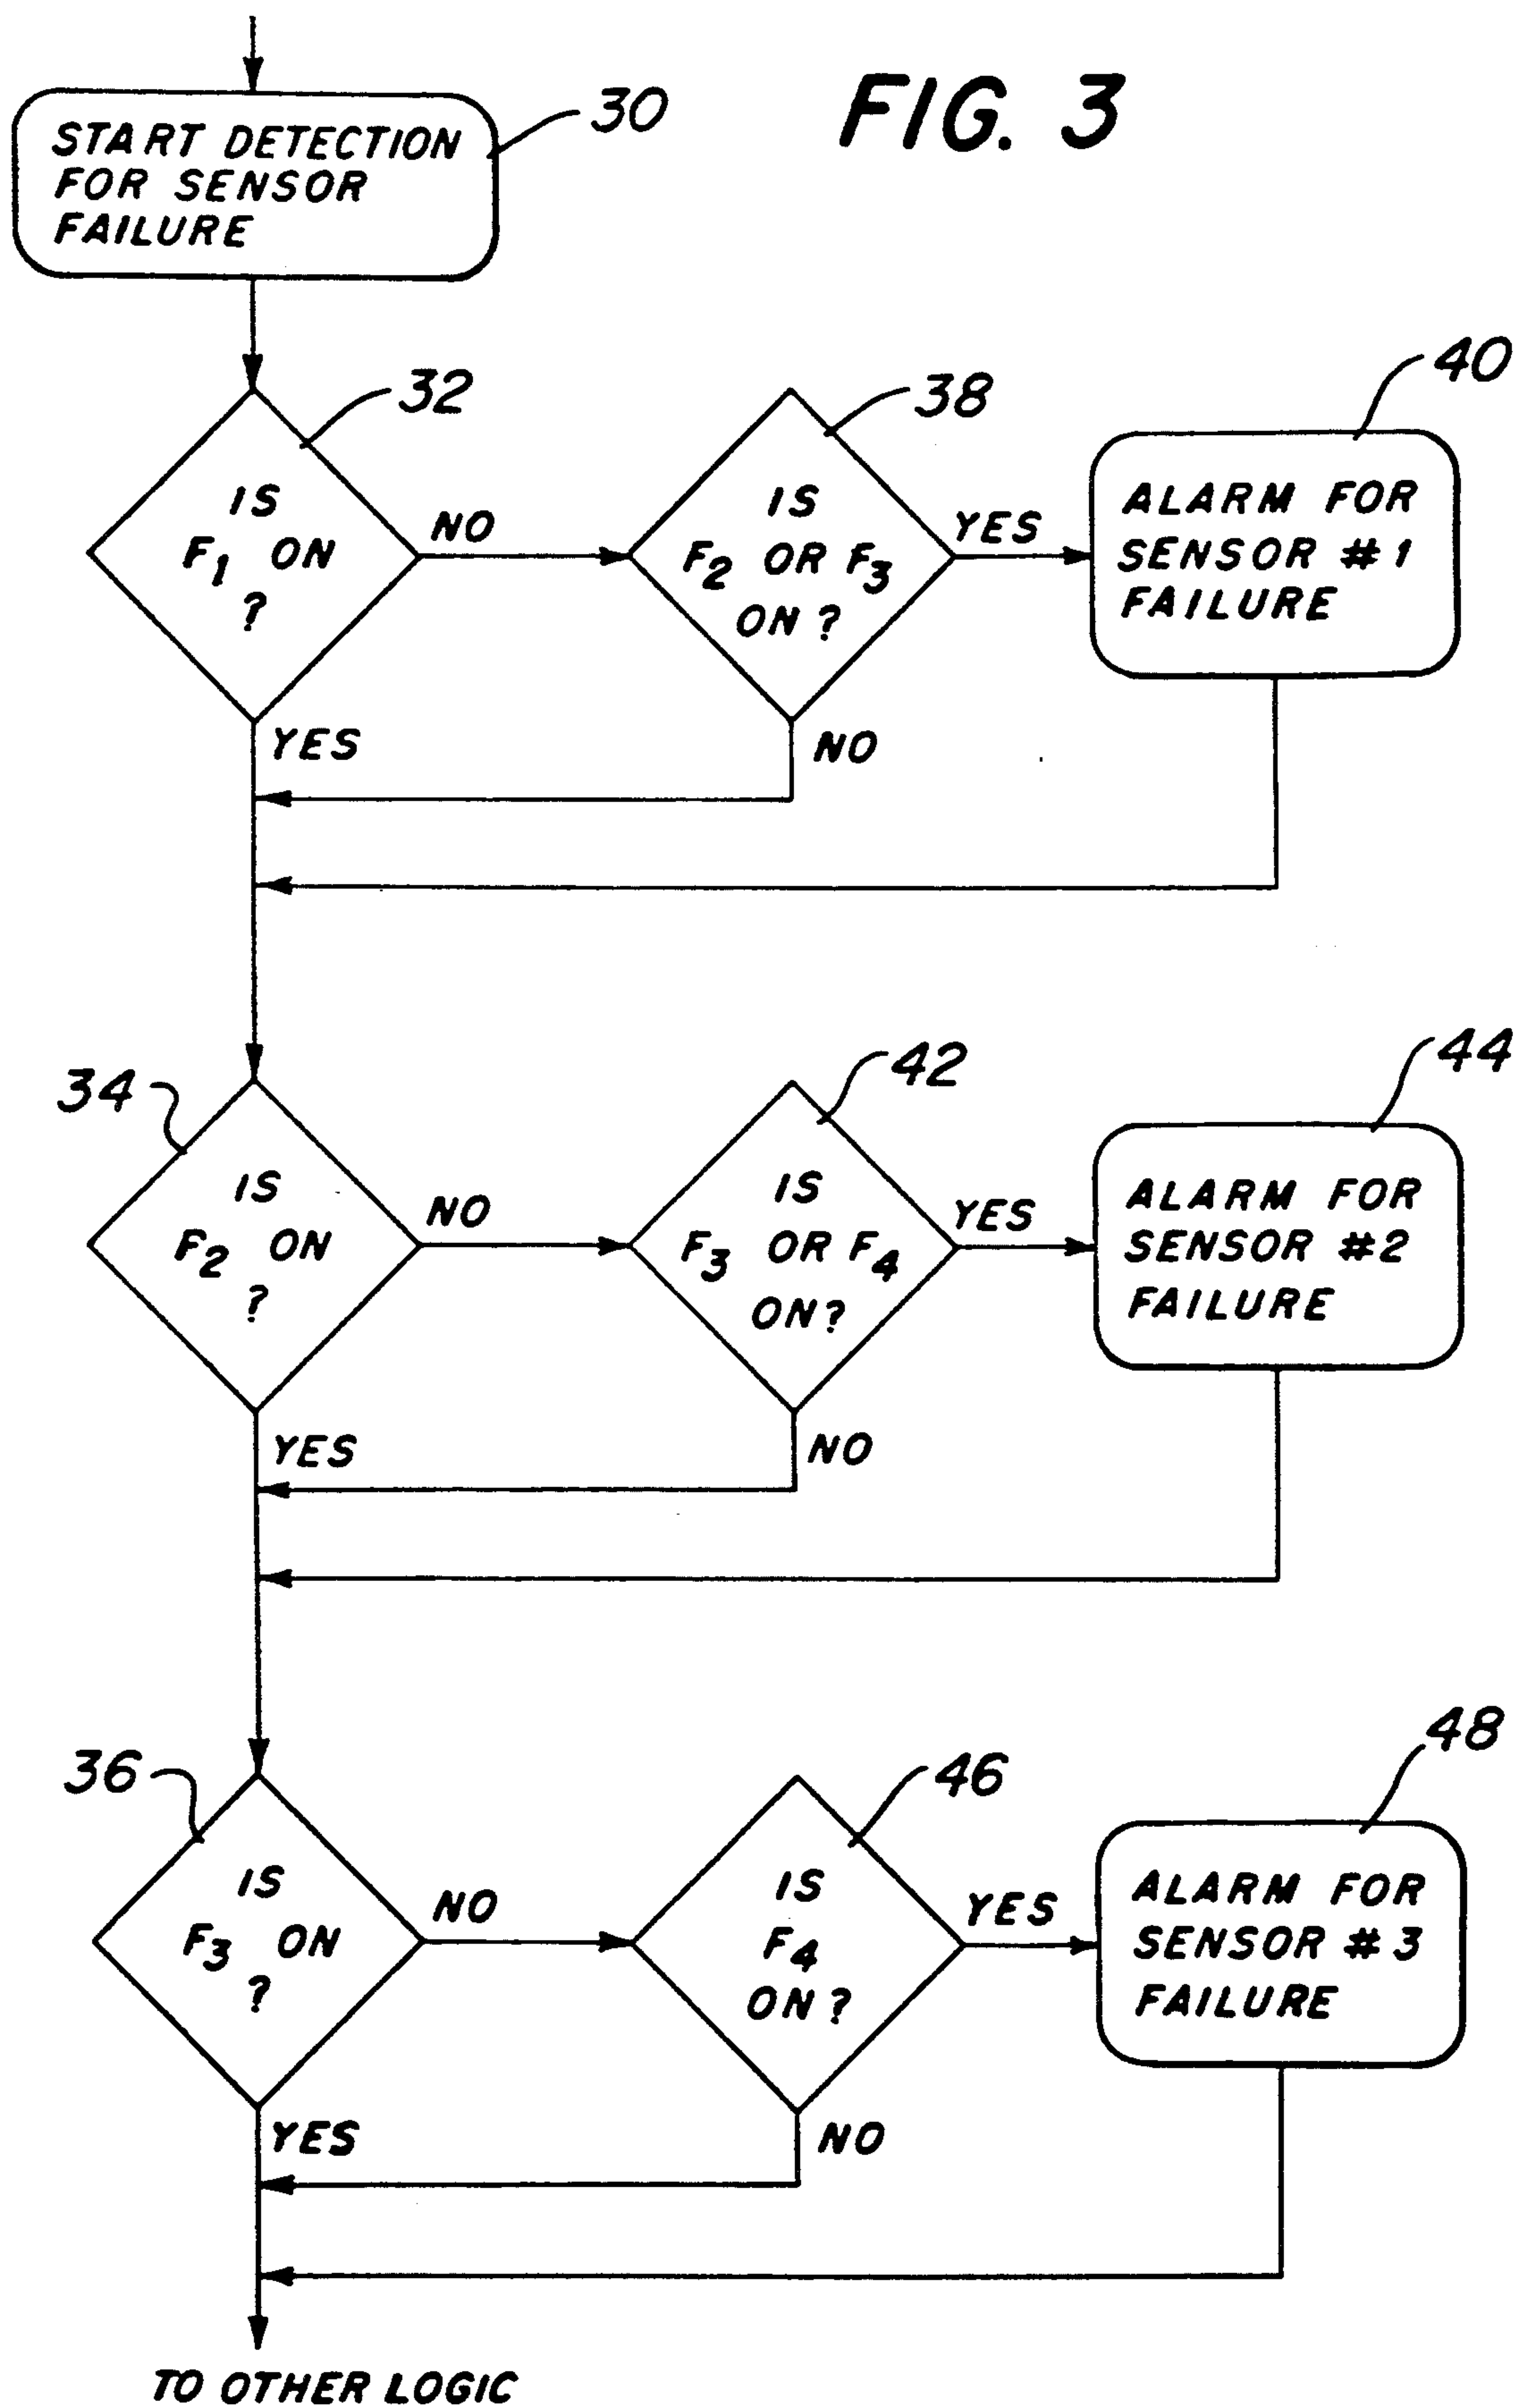 FIG. 3
START DETECTION
FOR SENSOR
FAILURE
30
32
IS
F1 ON
?
NO
YES
38
IS
F2 OR F3
ON?
YES
NO
40
ALARM FOR
SENSOR #1
FAILURE
34
IS
F2 ON
?
NO
YES
42
IS
F3 OR F4
ON?
YES
NO
44
ALARM FOR
SENSOR #2
FAILURE
36
IS
F3 ON
?
NO
YES
46
IS
F4
ON?
YES
NO
48
ALARM FOR
SENSOR #3
FAILURE
TO OTHER LOGIC